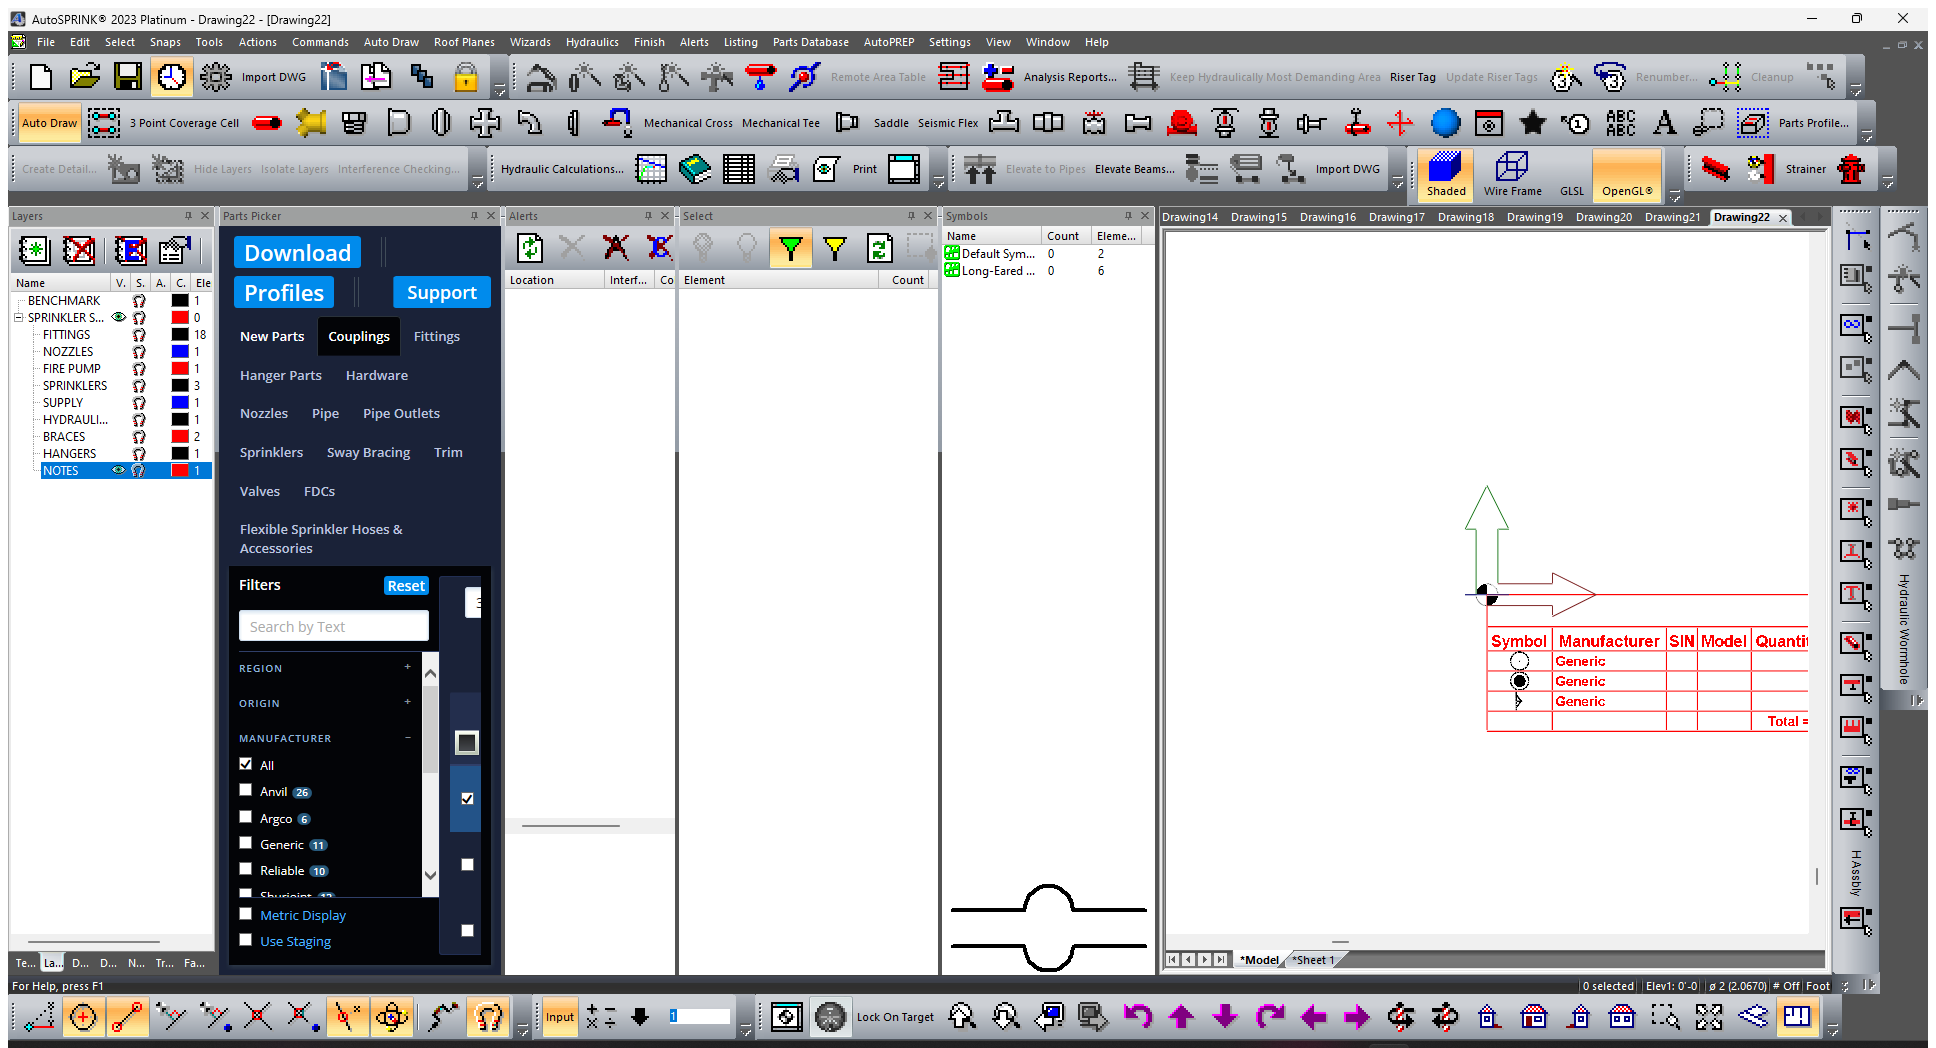 AutoSPRINK® 2023 Platinum - Drawing22 - [Drawing22]
File Edit Select Snaps Tools Actions Commands Auto Draw Roof Planes Wizards Hydraulics Finish Alerts Listing Parts Database AutoPREP Settings View Window Help
Import DWG Remote Area Table Analysis Reports... Keep Hydraulically Most Demanding Area Riser Tag Update Riser Tags Renumber... Cleanup
Auto Draw 3 Point Coverage Cell Mechanical Cross Mechanical Tee Saddle Seismic Flex ABC ABC A Parts Profile...
Create Detail... Hide Layers Isolate Layers Interference Checking... Hydraulic Calculations... Print Elevate to Pipes Elevate Beams... Import DWG Shaded Wire Frame GLSL OpenGL® Strainer
Layers
Name V. S. A. C. Ele
BENCHMARK 1
SPRINKLER S... 0
FITTINGS 18
NOZZLES 1
FIRE PUMP 1
SPRINKLERS 3
SUPPLY 1
HYDRAULI... 1
BRACES 2
HANGERS 1
NOTES 1
Te... La... D... D... N... Tr... Fa...
Parts Picker
Download
Profiles Support
New Parts Couplings Fittings
Hanger Parts Hardware
Nozzles Pipe Pipe Outlets
Sprinklers Sway Bracing Trim
Valves FDCs
Flexible Sprinkler Hoses &
Accessories
Filters Reset
Search by Text
REGION +
ORIGIN +
MANUFACTURER −
All
Anvil 26
Argco 6
Generic 11
Reliable 10
Metric Display
Use Staging
Alerts
Location Interf... Co
Select
Element Count
Symbols
Name Count Eleme...
Default Sym... 0 2
Long-Eared ... 0 6
Drawing14 Drawing15 Drawing16 Drawing17 Drawing18 Drawing19 Drawing20 Drawing21 Drawing22
Symbol Manufacturer SIN Model Quantit
Generic
Generic
Generic
Total =
*Model *Sheet 1
Hydraulic Wormhole
H Assbly
For Help, press F1
0 selected Elev1: 0'-0 ø 2 (2.0670) # Off Foot
Input 1 Lock On Target